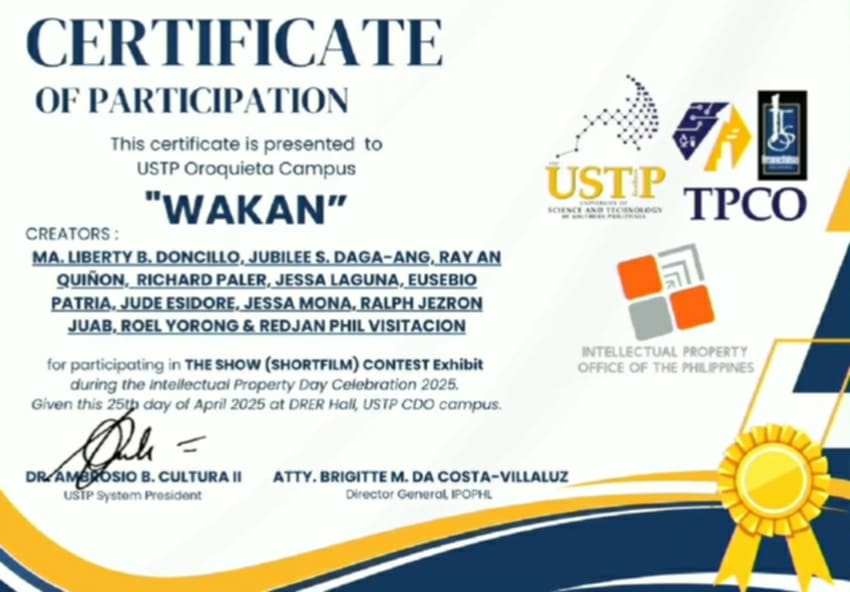 CERTIFICATE
OF PARTICIPATION
This certificate is presented to
USTP Oroquieta Campus
"WAKAN”
CREATORS :
MA. LIBERTY B. DONCILLO, JUBILEE S. DAGA-ANG, RAY AN
QUIÑON, RICHARD PALER, JESSA LAGUNA, EUSEBIO
PATRIA, JUDE ESIDORE, JESSA MONA, RALPH JEZRON
JUAB, ROEL YORONG & REDJAN PHIL VISITACION
for participating in THE SHOW (SHORTFILM) CONTEST Exhibit
during the Intellectual Property Day Celebration 2025.
Given this 25th day of April 2025 at DRER Hall, USTP CDO campus.
DR. AMBROSIO B. CULTURA II
USTP System President
ATTY. BRIGITTE M. DA COSTA-VILLALUZ
Director General, IPOPHL
USTP
UNIVERSITY OF
SCIENCE AND TECHNOLOGY
OF SOUTHERN PHILIPPINES
TPCO
INTELLECTUAL PROPERTY
OFFICE OF THE PHILIPPINES